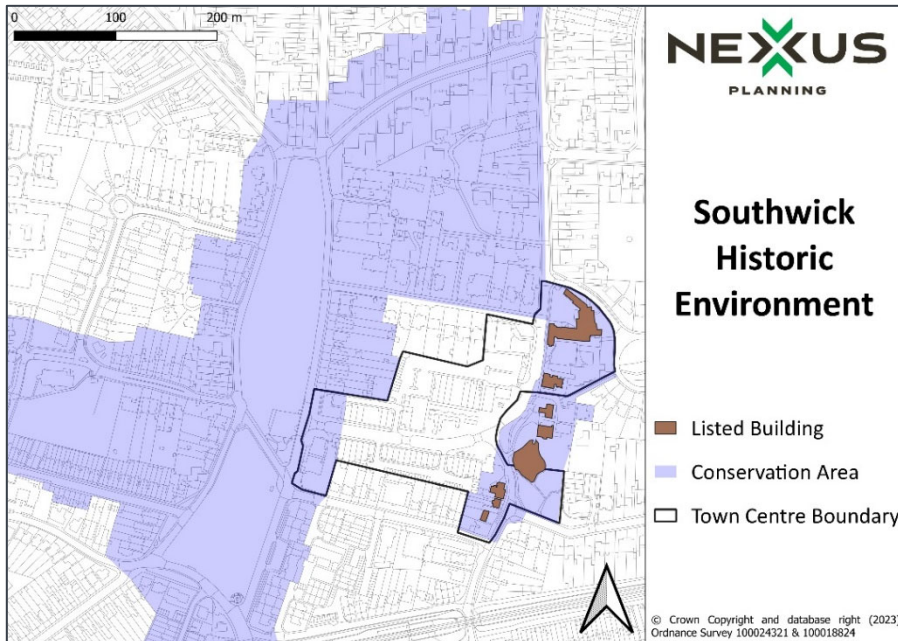 0 100 200 m
NEXUS
PLANNING
Southwick
Historic
Environment
Listed Building
Conservation Area
Town Centre Boundary
© Crown Copyright and database right (2023)
Ordnance Survey 100024321 & 100018824